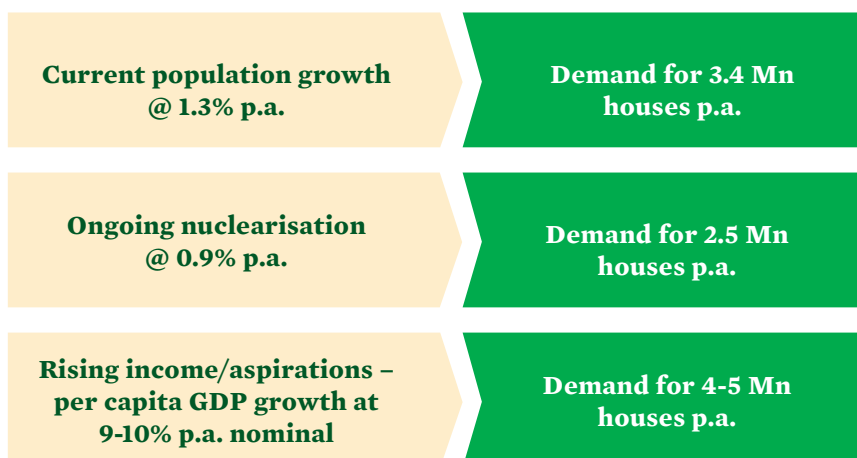 Current population growth
@ 1.3% p.a.
Demand for 3.4 Mn
houses p.a.
Ongoing nuclearisation
@ 0.9% p.a.
Demand for 2.5 Mn
houses p.a.
Rising income/aspirations –
per capita GDP growth at
9-10% p.a. nominal
Demand for 4-5 Mn
houses p.a.